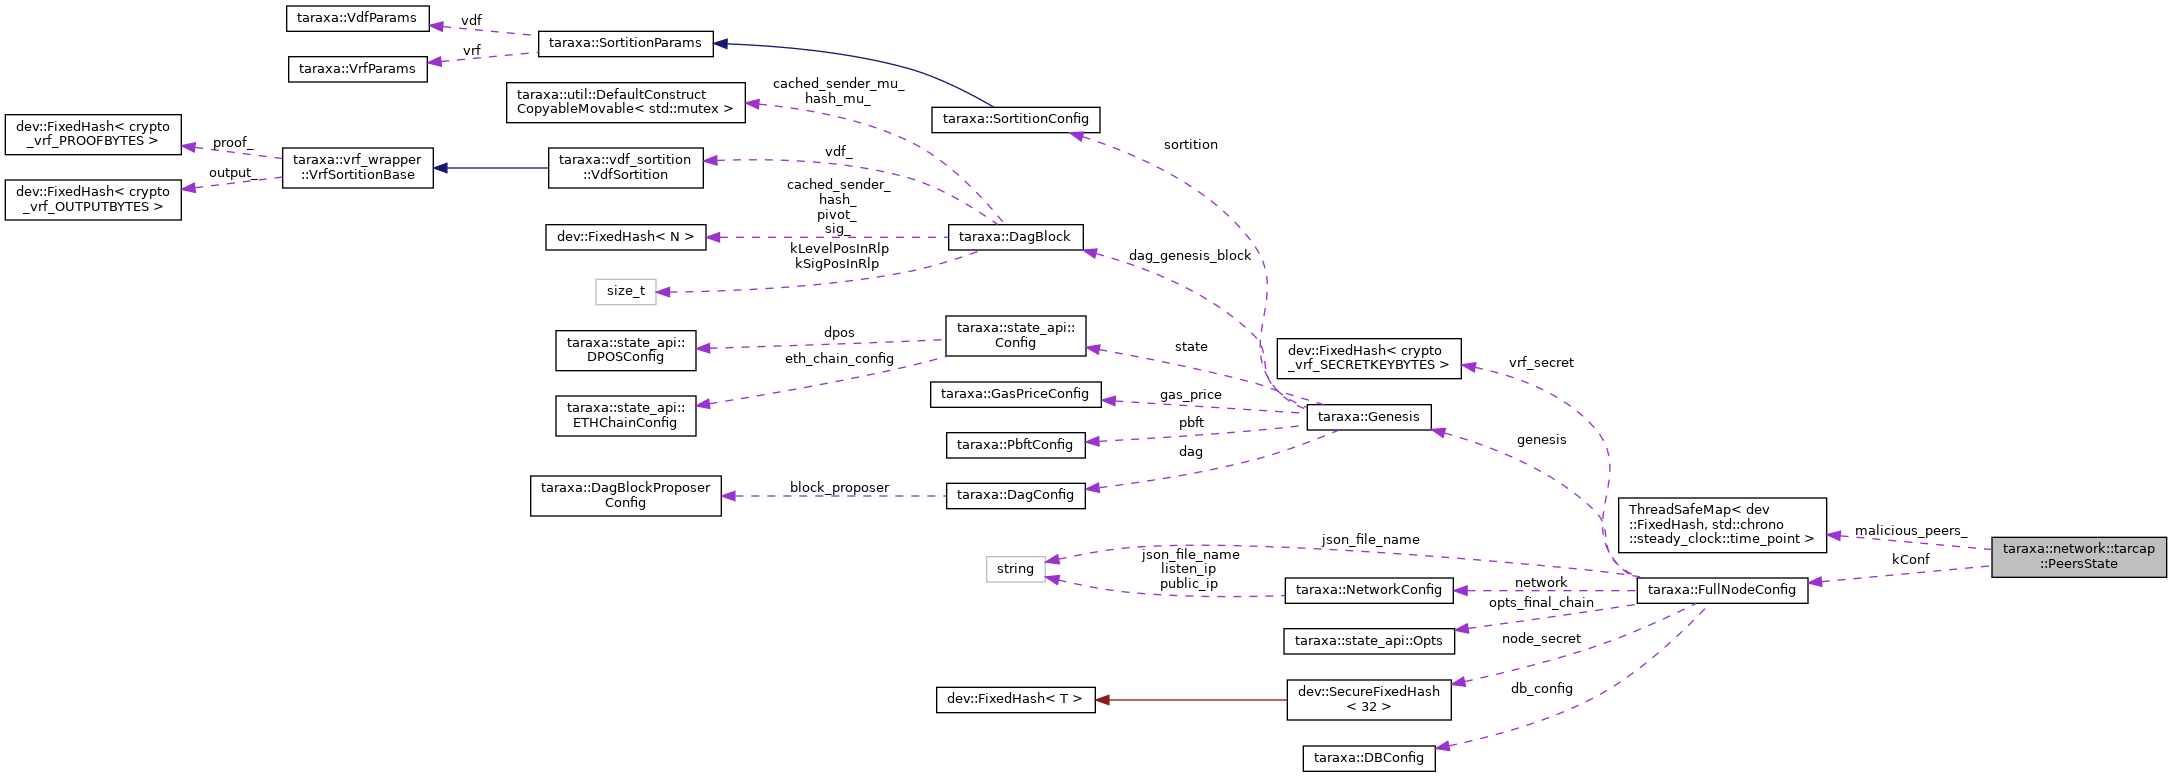 taraxa::VdfParams
vdf
taraxa::SortitionParams
vrf
taraxa::VrfParams
taraxa::util::DefaultConstruct
CopyableMovable< std::mutex >
cached_sender_mu_
hash_mu_
taraxa::SortitionConfig
dev::FixedHash< crypto
_vrf_PROOFBYTES >
proof_
taraxa::vrf_wrapper
::VrfSortitionBase
taraxa::vdf_sortition
::VdfSortition
vdf_
sortition
output_
dev::FixedHash< crypto
_vrf_OUTPUTBYTES >
cached_sender_
hash_
pivot_
sig_
dev::FixedHash< N >
taraxa::DagBlock
kLevelPosInRlp
kSigPosInRlp
dag_genesis_block
size_t
taraxa::state_api::
DPOSConfig
dpos
taraxa::state_api::
Config
state
eth_chain_config
dev::FixedHash< crypto
_vrf_SECRETKEYBYTES >
vrf_secret
taraxa::GasPriceConfig
gas_price
taraxa::state_api::
ETHChainConfig
taraxa::Genesis
pbft
taraxa::PbftConfig
genesis
dag
taraxa::DagBlockProposer
Config
block_proposer
taraxa::DagConfig
ThreadSafeMap< dev
::FixedHash, std::chrono
::steady_clock::time_point >
malicious_peers_
taraxa::network::tarcap
::PeersState
kConf
json_file_name
string
json_file_name
listen_ip
public_ip
taraxa::NetworkConfig
network
taraxa::FullNodeConfig
opts_final_chain
taraxa::state_api::Opts
node_secret
dev::FixedHash< T >
dev::SecureFixedHash
< 32 >
db_config
taraxa::DBConfig